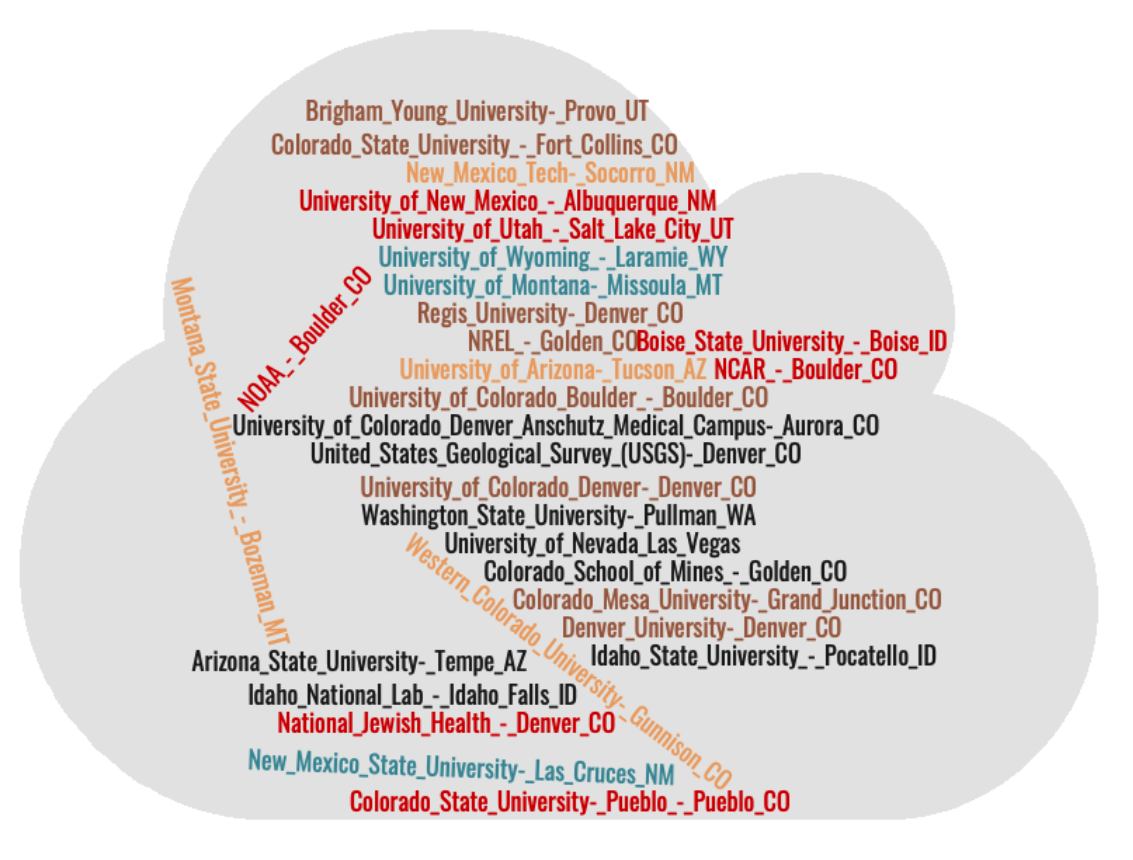 Brigham_Young_University-_Provo_UT
Colorado_State_University_-_Fort_Collins_CO
New_Mexico_Tech-_Socorro_NM
University_of_New_Mexico_-_Albuquerque_NM
University_of_Utah_-_Salt_Lake_City_UT
University_of_Wyoming_-_Laramie_WY
University_of_Montana-_Missoula_MT
NOAA_-_Boulder_CO
Montana_State_University_-_Bozeman_MT
Regis_University-_Denver_CO
NREL_-_Golden_CO
Boise_State_University_-_Boise_ID
University_of_Arizona-_Tucson_AZ
NCAR_-_Boulder_CO
University_of_Colorado_Boulder_-_Boulder_CO
University_of_Colorado_Denver_Anschutz_Medical_Campus-_Aurora_CO
United_States_Geological_Survey_(USGS)-_Denver_CO
University_of_Colorado_Denver-_Denver_CO
Washington_State_University-_Pullman_WA
University_of_Nevada_Las_Vegas
Western_Colorado_University-_Gunnison_CO
Colorado_School_of_Mines_-_Golden_CO
Colorado_Mesa_University-_Grand_Junction_CO
Denver_University-_Denver_CO
Idaho_State_University_-_Pocatello_ID
Arizona_State_University-_Tempe_AZ
Idaho_National_Lab_-_Idaho_Falls_ID
National_Jewish_Health_-_Denver_CO
New_Mexico_State_University-_Las_Cruces_NM
Colorado_State_University-_Pueblo_-_Pueblo_CO